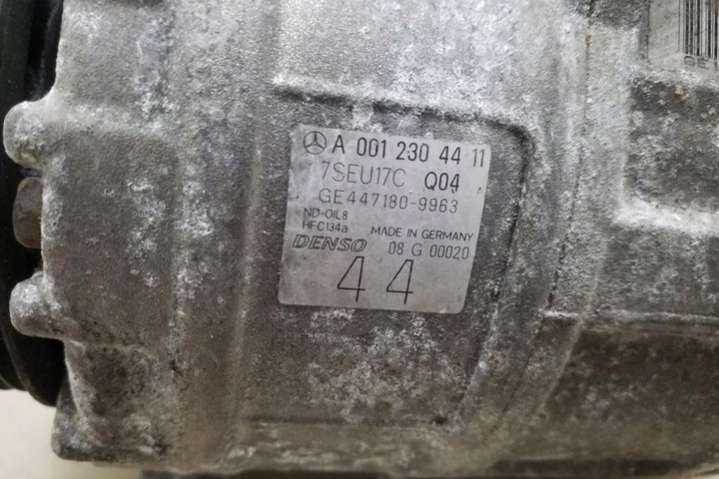 A 001 230 44 11
7SEU17C Q04
GE447180-9963
ND-OIL8
HFC134a MADE IN GERMANY
DENSO 08 G 00020
44